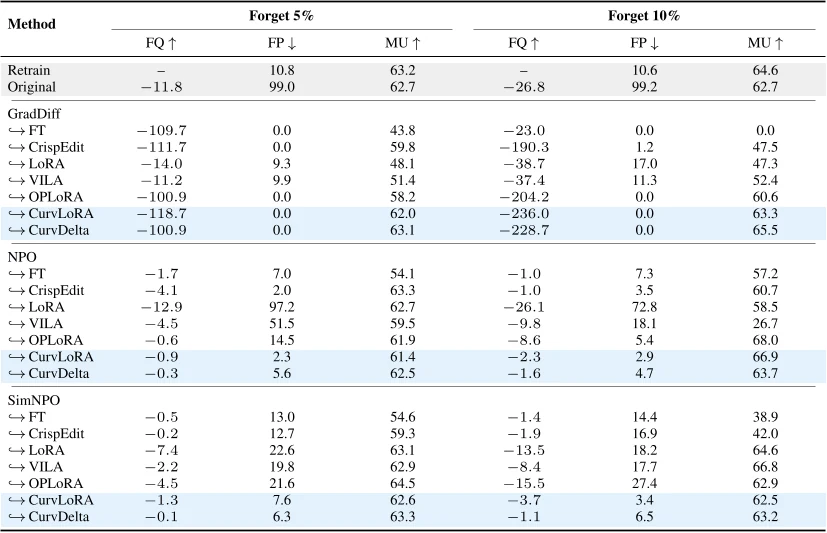 Method Forget 5% Forget 10%
FQ ↑ FP ↓ MU ↑ FQ ↑ FP ↓ MU ↑
Retrain – 10.8 63.2 – 10.6 64.6
Original −11.8 99.0 62.7 −26.8 99.2 62.7
GradDiff
↪ FT −109.7 0.0 43.8 −23.0 0.0 0.0
↪ CrispEdit −111.7 0.0 59.8 −190.3 1.2 47.5
↪ LoRA −14.0 9.3 48.1 −38.7 17.0 47.3
↪ VILA −11.2 9.9 51.4 −37.4 11.3 52.4
↪ OPLoRA −100.9 0.0 58.2 −204.2 0.0 60.6
↪ CurvLoRA −118.7 0.0 62.0 −236.0 0.0 63.3
↪ CurvDelta −100.9 0.0 63.1 −228.7 0.0 65.5
NPO
↪ FT −1.7 7.0 54.1 −1.0 7.3 57.2
↪ CrispEdit −4.1 2.0 63.3 −1.0 3.5 60.7
↪ LoRA −12.9 97.2 62.7 −26.1 72.8 58.5
↪ VILA −4.5 51.5 59.5 −9.8 18.1 26.7
↪ OPLoRA −0.6 14.5 61.9 −8.6 5.4 68.0
↪ CurvLoRA −0.9 2.3 61.4 −2.3 2.9 66.9
↪ CurvDelta −0.3 5.6 62.5 −1.6 4.7 63.7
SimNPO
↪ FT −0.5 13.0 54.6 −1.4 14.4 38.9
↪ CrispEdit −0.2 12.7 59.3 −1.9 16.9 42.0
↪ LoRA −7.4 22.6 63.1 −13.5 18.2 64.6
↪ VILA −2.2 19.8 62.9 −8.4 17.7 66.8
↪ OPLoRA −4.5 21.6 64.5 −15.5 27.4 62.9
↪ CurvLoRA −1.3 7.6 62.6 −3.7 3.4 62.5
↪ CurvDelta −0.1 6.3 63.3 −1.1 6.5 63.2